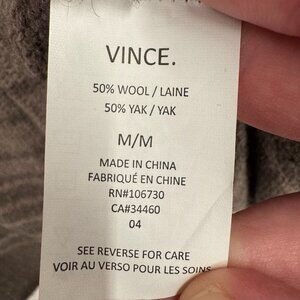 VINCE.
50% WOOL / LAINE
50% YAK / YAK
M/M
MADE IN CHINA
FABRIQUÉ EN CHINE
RN#106730
CA#34460
04
SEE REVERSE FOR CARE
VOIR AU VERSO POUR LES SOINS